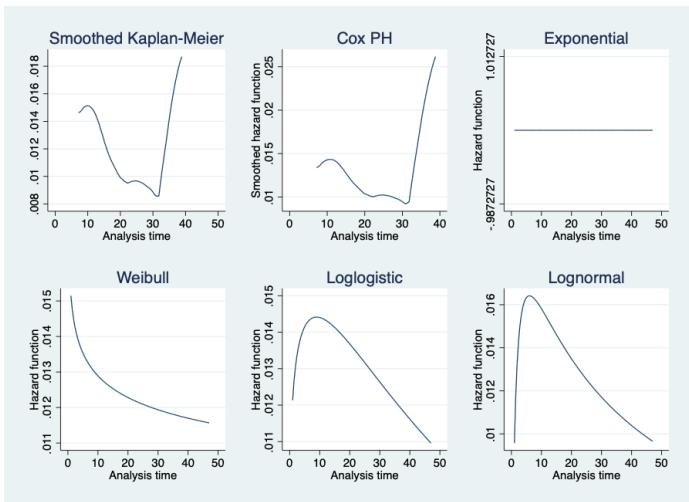 Smoothed Kaplan-Meier
.018
.016
.014
.012
.01
.008
0 10 20 30 40 50
Analysis time
Cox PH
Smoothed hazard function
.025
.02
.015
.01
0 10 20 30 40
Analysis time
Exponential
Hazard function
1.012727
-.9872727
0 10 20 30 40 50
Analysis time
Weibull
Hazard function
.015
.014
.013
.012
.011
0 10 20 30 40 50
Analysis time
Loglogistic
Hazard function
.015
.014
.013
.012
.011
0 10 20 30 40 50
Analysis time
Lognormal
Hazard function
.016
.014
.012
.01
0 10 20 30 40 50
Analysis time